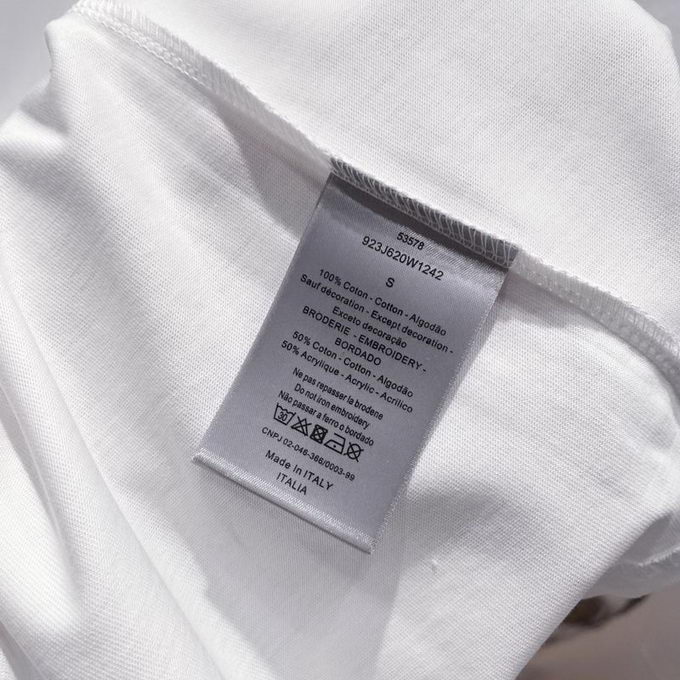 53578
923J620W1242
S
100% Coton - Cotton - Algodão
Sauf décoration - Except decoration -
Exceto decoração
BRODERIE - EMBROIDERY -
BORDADO
50% Coton - Cotton - Algodão
50% Acrylique - Acrylic - Acrílico
Ne pas repasser la brodene
Do not iron embroidery
Não passar a ferro o bordado
CNPJ 02-046-366/0003-99
Made In ITALY
ITALIA